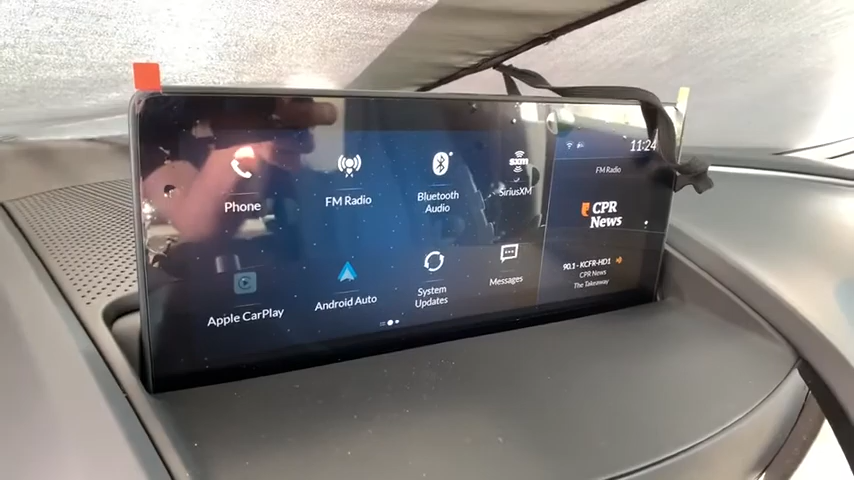 11:24
Phone
FM Radio
Bluetooth
Audio
sxm
SiriusXM
FM Radio
CPR
News
Apple CarPlay
Android Auto
System
Updates
Messages
90.1 - KCFR-HD1
CPR News
The Takeaway